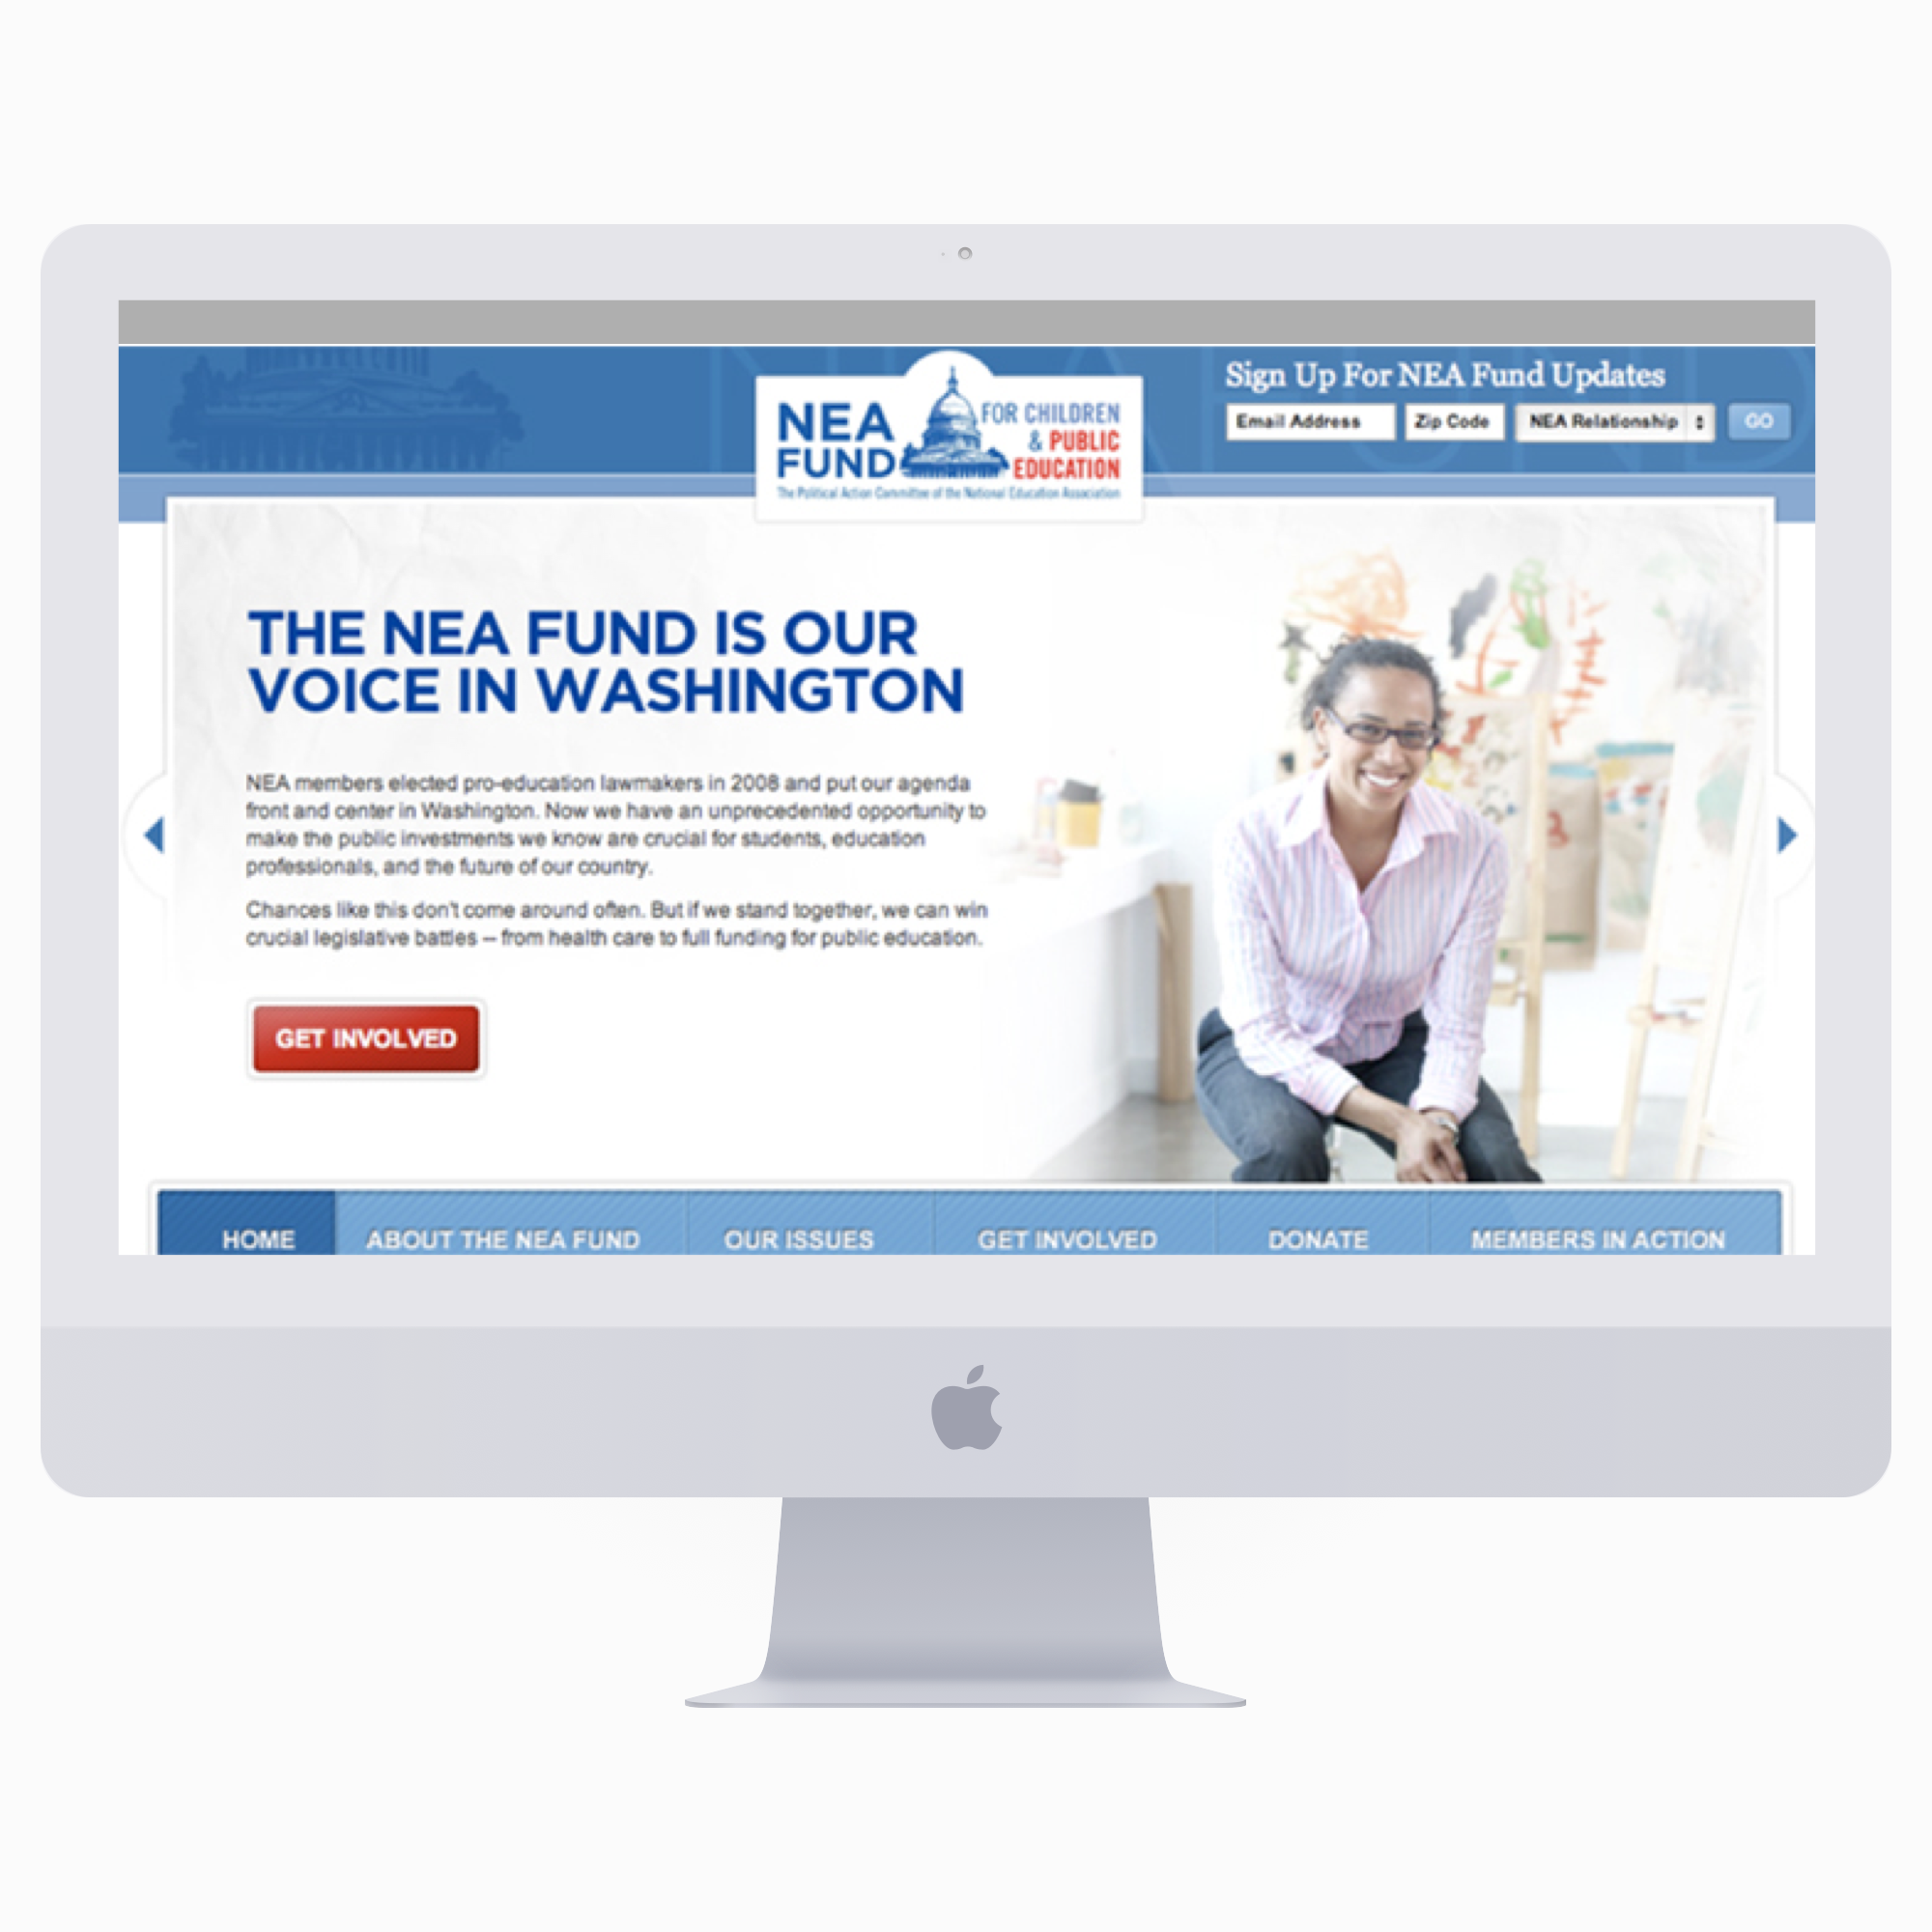 Sign Up For NEA Fund Updates
Email Address Zip Code NEA Relationship GO
NEA FUND
FOR CHILDREN
& PUBLIC
EDUCATION
The Political Action Committee of the National Education Association
THE NEA FUND IS OUR
VOICE IN WASHINGTON
NEA members elected pro-education lawmakers in 2008 and put our agenda
front and center in Washington. Now we have an unprecedented opportunity to
make the public investments we know are crucial for students, education
professionals, and the future of our country.
Chances like this don't come around often. But if we stand together, we can win
crucial legislative battles – from health care to full funding for public education.
GET INVOLVED
HOME ABOUT THE NEA FUND OUR ISSUES GET INVOLVED DONATE MEMBERS IN ACTION